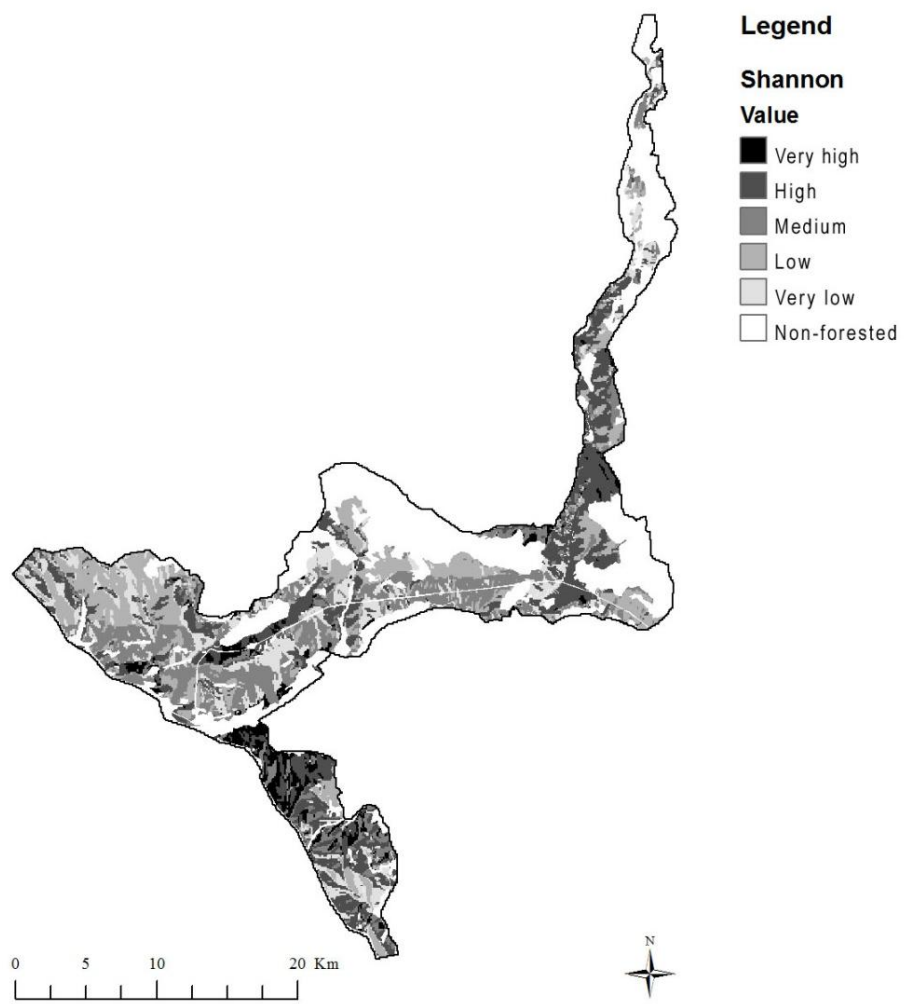 Legend
Shannon
Value
Very high
High
Medium
Low
Very low
Non-forested
0 5 10 20 Km
N